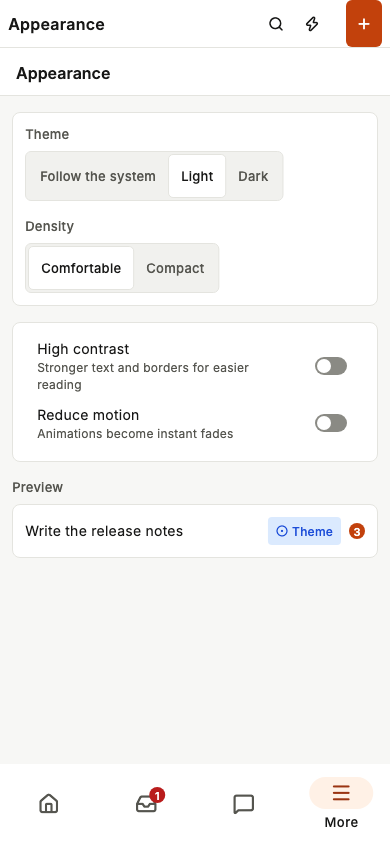 Appearance
Appearance
Theme
Follow the system
Light
Dark
Density
Comfortable
Compact
High contrast
Stronger text and borders for easier
reading
Reduce motion
Animations become instant fades
Preview
Write the release notes
Theme
3
1
More